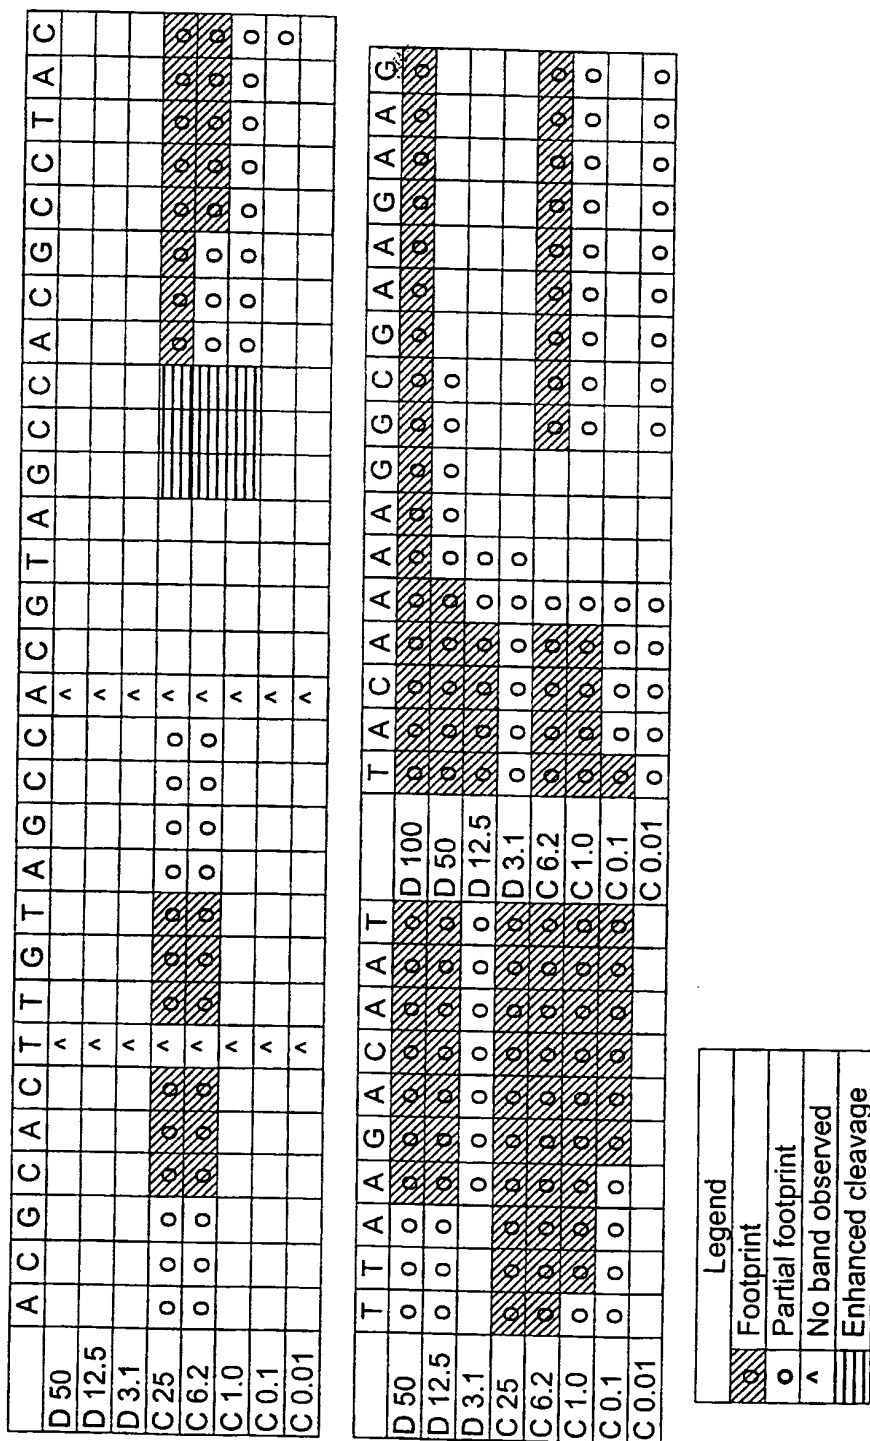 A C G C A C T T G T A G C C A C G T A G C C A C G C C T A C
D 50 ^ ^
D 12.5 ^ ^
D 3.1 ^ ^
C 25 o o o o o o ^ o o o o o o o ^ o o o o o o o o
C 6.2 o o o o o o ^ o o o o o o o ^ o o o o o o o o
C 1.0 ^ ^ o o o o o o o o
C 0.1 ^ ^ o
C 0.01 ^ ^
T T A A G A C A A T
D 50 o o o o o o o o o o
D 12.5 o o o o o o o o o o
D 3.1 o o o o o o o
C 25 o o o o o o o o o o
C 6.2 o o o o o o o o o o
C 1.0 o o o o o o o o o o
C 0.1 o o o o o o o o o o
C 0.01
T A C A A A A G G C G A A G A A G
D 100 o o o o o o o o o o o o o o o o o
D 50 o o o o o o o o o o
D 12.5 o o o o o o
D 3.1 o o o o o o
C 6.2 o o o o o o o o o o o o o o
C 1.0 o o o o o o o o o o o o o o
C 0.1 o o o o o
C 0.01 o o o o o o o o o o o o o o
Legend
o Footprint
o Partial footprint
^ No band observed
Enhanced cleavage